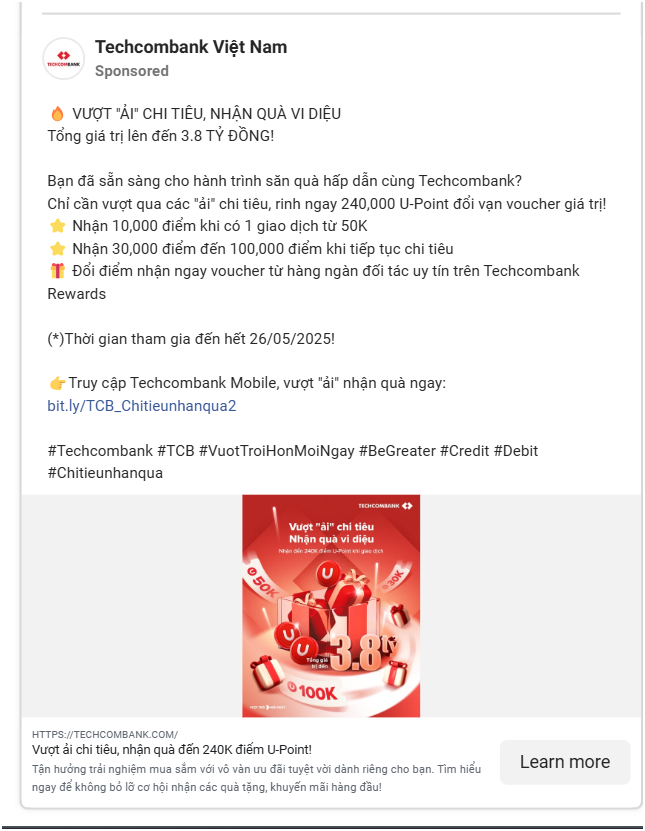 TECHCOMBANK
Techcombank Việt Nam
Sponsored
🔥 VƯỢT "ẢI" CHI TIÊU, NHẬN QUÀ VI DIỆU
Tổng giá trị lên đến 3.8 TỶ ĐỒNG!
Bạn đã sẵn sàng cho hành trình săn quà hấp dẫn cùng Techcombank?
Chỉ cần vượt qua các "ải" chi tiêu, rinh ngay 240,000 U-Point đổi vạn voucher giá trị!
⭐ Nhận 10,000 điểm khi có 1 giao dịch từ 50K
⭐ Nhận 30,000 điểm đến 100,000 điểm khi tiếp tục chi tiêu
🎁 Đổi điểm nhận ngay voucher từ hàng ngàn đối tác uy tín trên Techcombank
Rewards
(*)Thời gian tham gia đến hết 26/05/2025!
👉Truy cập Techcombank Mobile, vượt "ải" nhận quà ngay:
bit.ly/TCB_Chitieunhanqua2
#Techcombank #TCB #VuotTroiHonMoiNgay #BeGreater #Credit #Debit
#Chitieunhanqua
TECHCOMBANK
Vượt "ải" chi tiêu
Nhận quà vi diệu
Nhận đến 240K điểm U-Point khi giao dịch
U
U 50K
U 30K
U
U
Tổng giá
trị đến
3.8 tỷ
U 100K
HTTPS://TECHCOMBANK.COM/
Vượt ải chi tiêu, nhận quà đến 240K điểm U-Point!
Tận hưởng trải nghiệm mua sắm với vô vàn ưu đãi tuyệt vời dành riêng cho bạn. Tìm hiểu
ngay để không bỏ lỡ cơ hội nhận các quà tặng, khuyến mãi hàng đầu!
Learn more